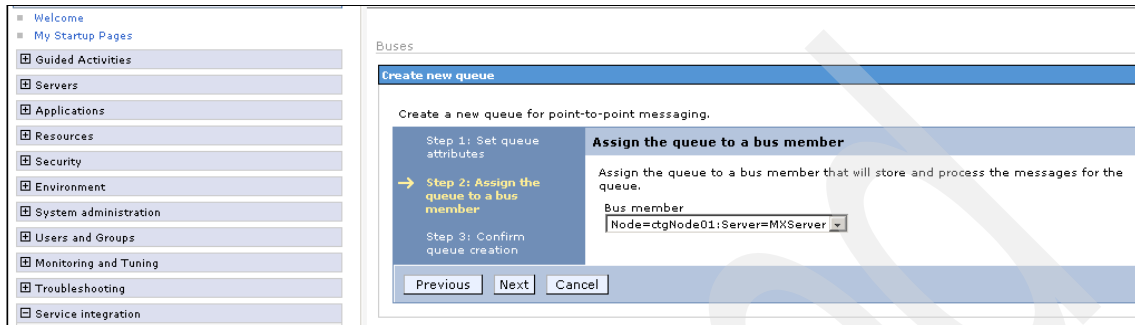 Welcome
My Startup Pages
Guided Activities
Servers
Applications
Resources
Security
Environment
System administration
Users and Groups
Monitoring and Tuning
Troubleshooting
Service integration
Buses
Create new queue
Create a new queue for point-to-point messaging.
Step 1: Set queue
attributes
Step 2: Assign the
queue to a bus
member
Step 3: Confirm
queue creation
Assign the queue to a bus member
Assign the queue to a bus member that will store and process the messages for the
queue.
Bus member
Node=ctgNode01:Server=MXServer
Previous Next Cancel